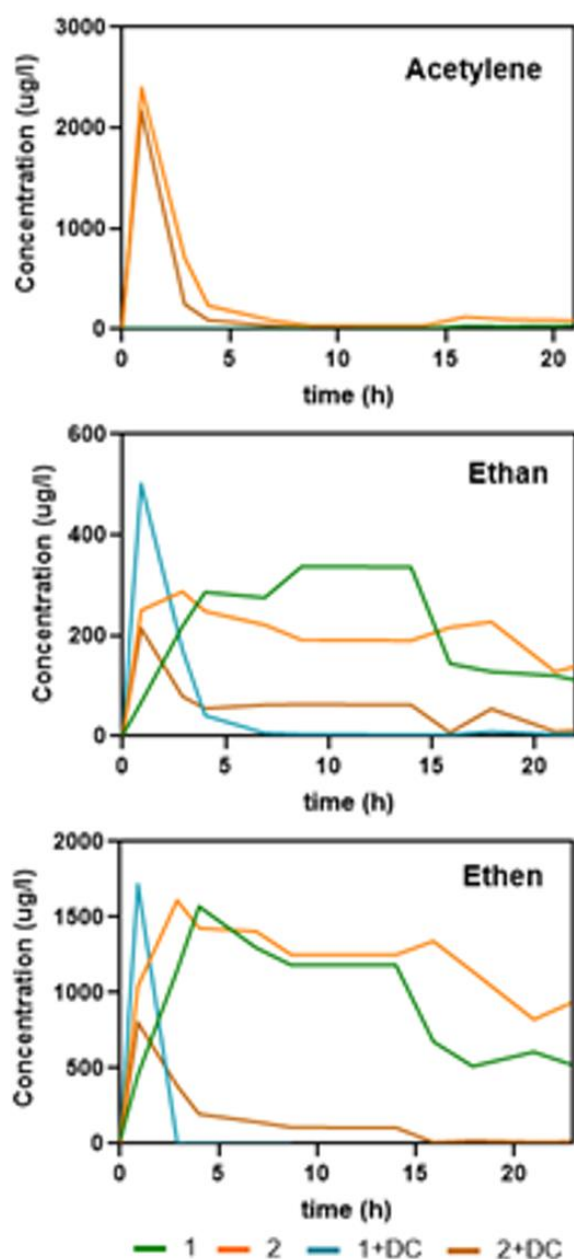 Acetylene
Concentration (ug/l)
3000
2000
1000
0
0 5 10 15 20
time (h)
Ethan
Concentration (ug/l)
600
400
200
0
0 5 10 15 20
time (h)
Ethen
Concentration (ug/l)
2000
1500
1000
500
0
0 5 10 15 20
time (h)
1 2 1+DC 2+DC